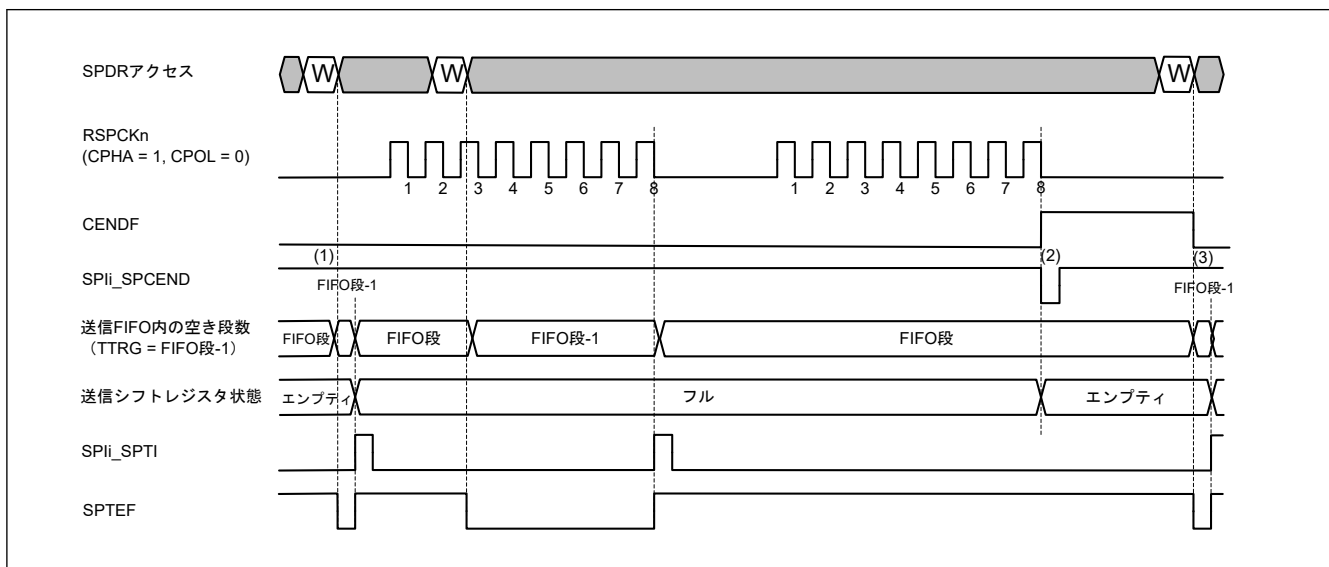 SPDRアクセス
W W W
RSPCKn
(CPHA = 1, CPOL = 0)
1 2 3 4 5 6 7 8 1 2 3 4 5 6 7 8
CENDF
(1) (2) (3)
SPIi_SPCEND
FIFO段-1 FIFO段-1
送信FIFO内の空き段数
(TTRG = FIFO段-1)
FIFO段 FIFO段 FIFO段-1 FIFO段
送信シフトレジスタ状態 エンプティ フル エンプティ
SPIi_SPTI
SPTEF